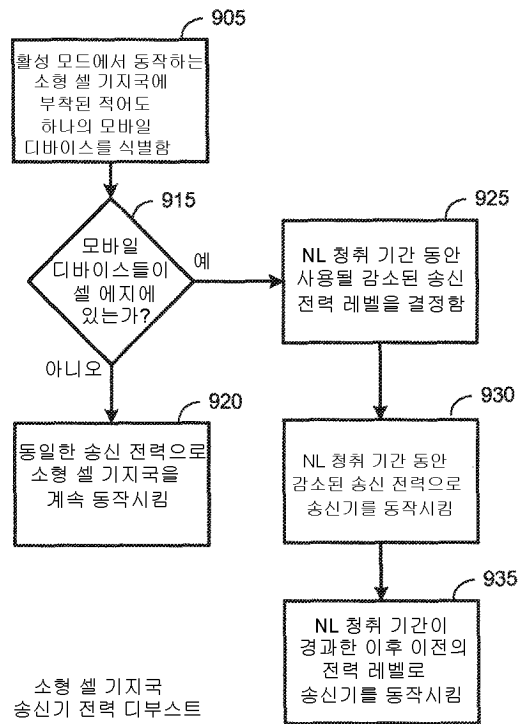 905
활성 모드에서 동작하는
소형 셀 기지국에
부착된 적어도
하나의 모바일
디바이스를 식별함
915
모바일
디바이스들이
셀 에지에
있는가?
예
아니오
920
동일한 송신 전력으로
소형 셀 기지국을
계속 동작시킴
925
NL 청취 기간 동안
사용될 감소된 송신
전력 레벨을 결정함
930
NL 청취 기간 동안
감소된 송신 전력으로
송신기를 동작시킴
935
NL 청취 기간이
경과한 이후 이전의
전력 레벨로
송신기를 동작시킴
소형 셀 기지국
송신기 전력 디부스트